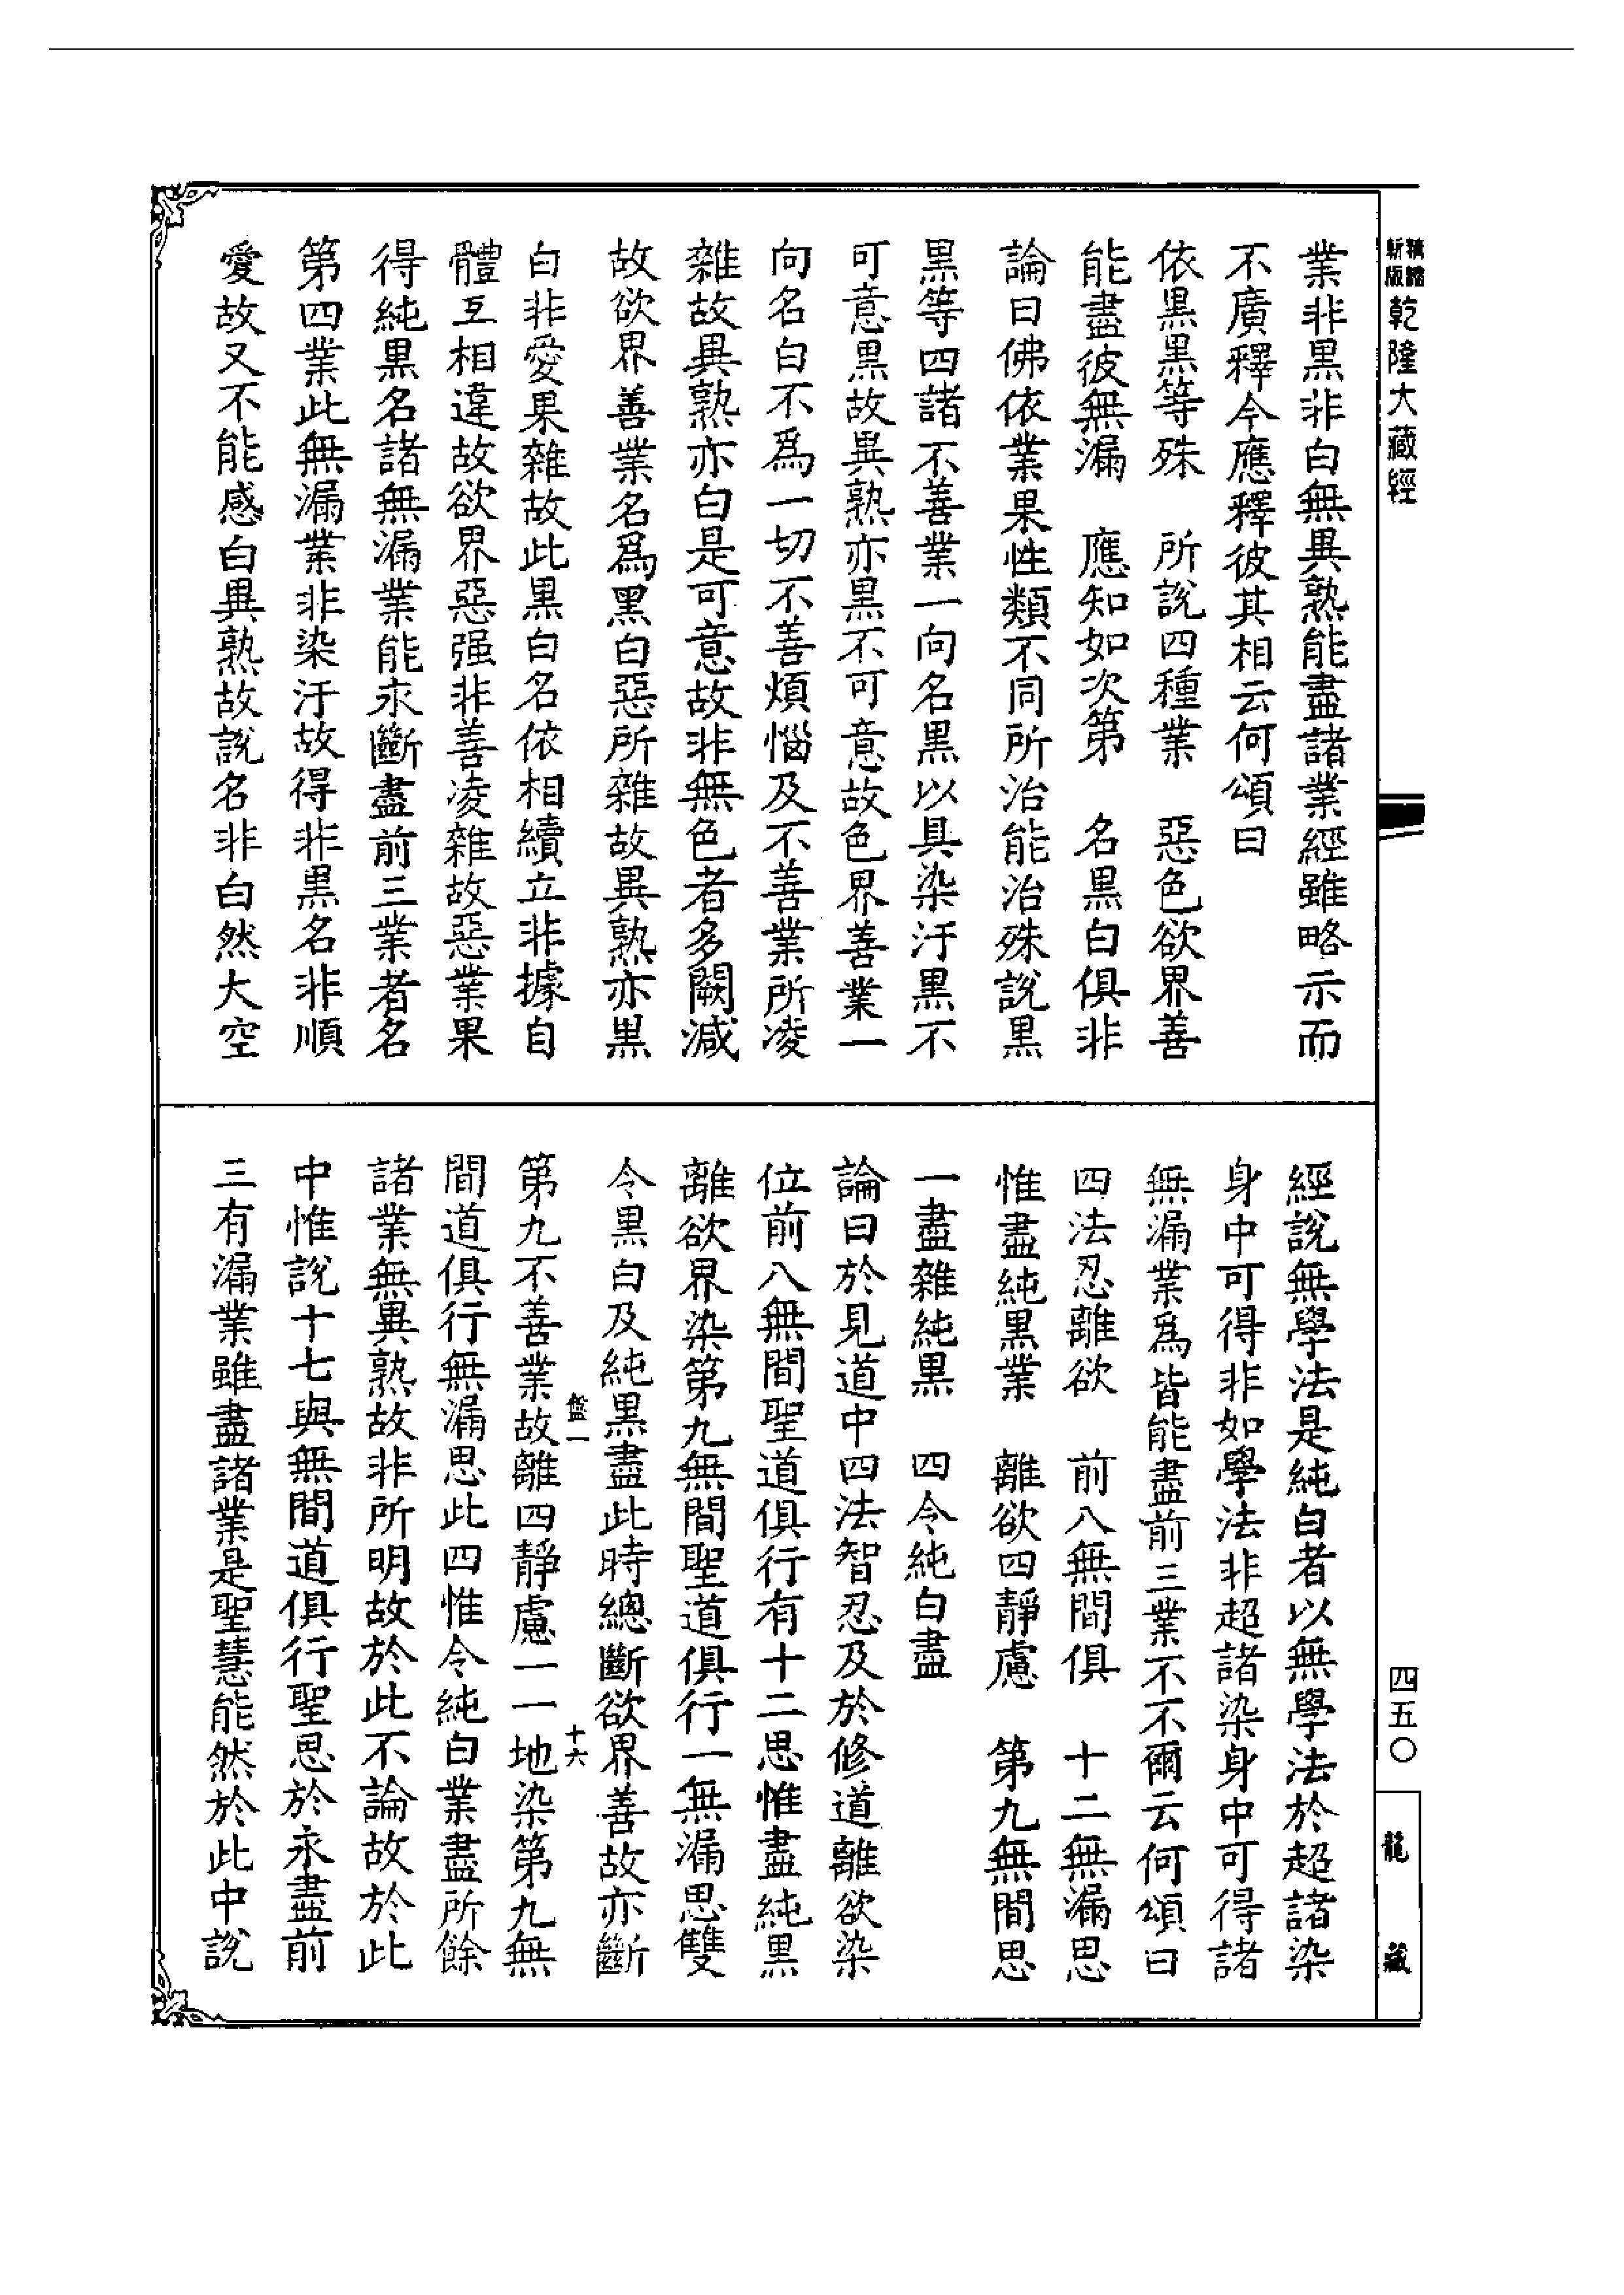 乾隆大藏經
業非黑非白無異熟能盡諸業經雖略示而
不廣釋今應釋彼其相云何頌曰
依黑黑等殊　所說四種業　惡色欲界善
能盡彼無漏　應知如次第　名黑白俱非
論曰佛依業果性類不同所治能治殊說黑
黑等四諸不善業一向名黑以具染汙黑不
可意黑故異熟亦黑不可意故色界善業一
向名白不爲一切不善煩惱及不善業所凌
雜故異熟亦白是可意故非無色者多闕減
故欲界善業名爲黑白惡所雜故異熟亦黑
白非愛果雜故此黑白名依相續立非據自
體互相違故欲界惡强非善凌雜故惡業果
得純黑名諸無漏業能永斷盡前三業者名
第四業此無漏業非染汙故得非黑名非順
愛故又不能感白異熟故說名非白然大空
經說無學法是純白者以無學法於超諸染
身中可得非如學法非超諸染身中可得諸
無漏業爲皆能盡前三業不不爾云何頌曰
四法忍離欲　前八無間俱　十二無漏思
惟盡純黑業　離欲四靜慮　第九無間思
一盡雜純黑　四令純白盡
論曰於見道中四法智忍及於修道離欲染
位前八無間聖道俱行有十二思惟盡純黑
離欲界染第九無間聖道俱行一無漏思雙
令黑白及純黑盡此時總斷欲界善故亦斷
盤一　十六
第九不善業故離四靜慮一一地染第九無
間道俱行無漏思此四惟令純白業盡所餘
諸業無異熟故非所明故於此不論故於此
中惟說十七與無間道俱行聖思於永盡前
三有漏業雖盡諸業是聖慧能然於此中說
四五〇
龍藏